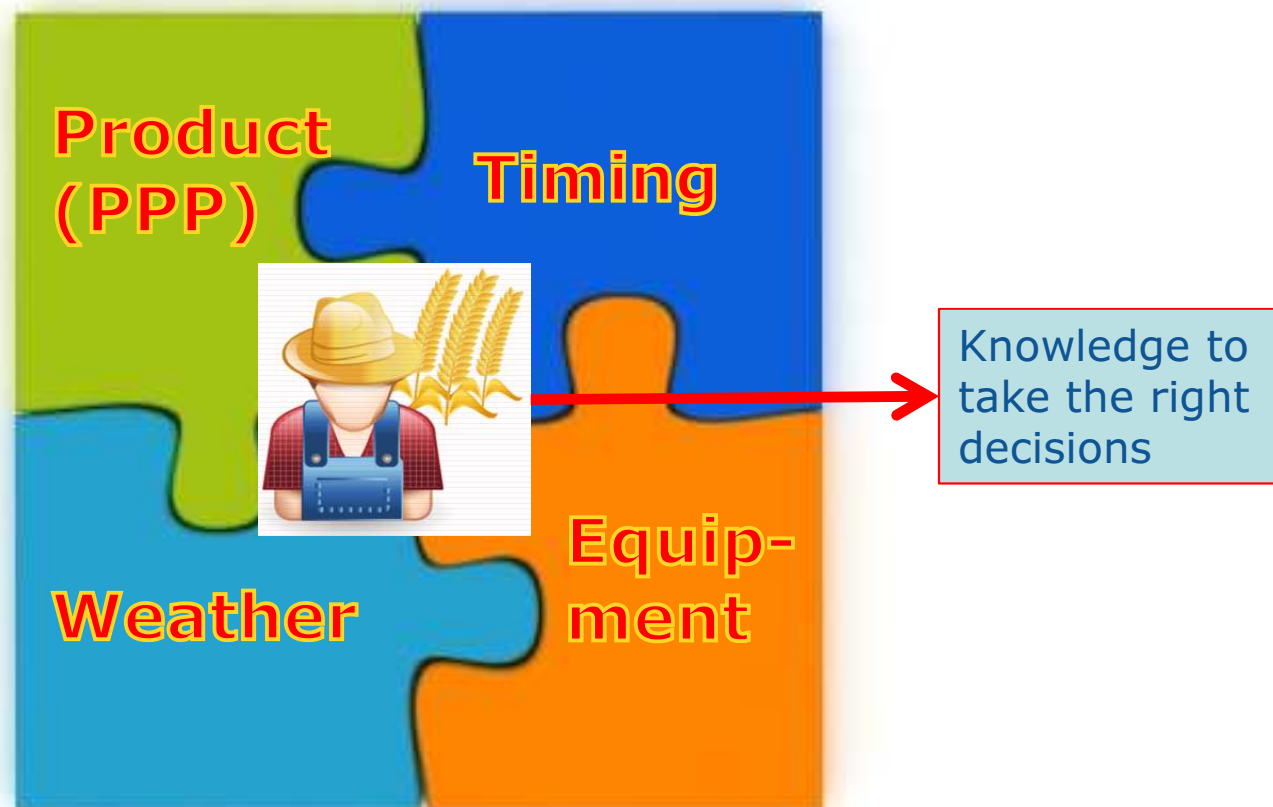 Product
(PPP)
Timing
Knowledge to
take the right
decisions
Equip-
ment
Weather